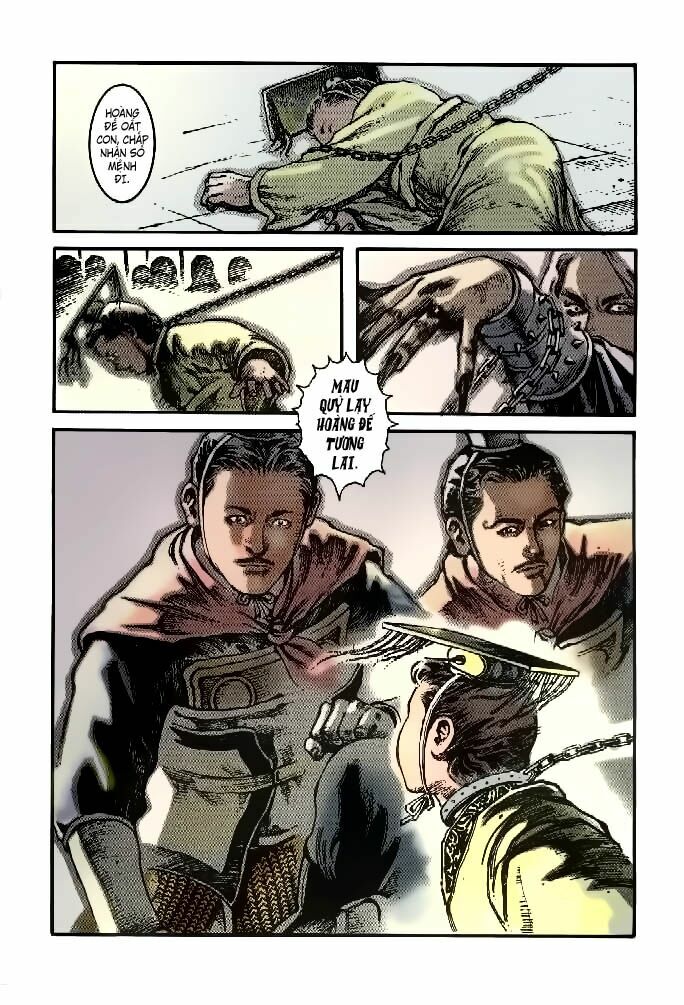 HOÀNG
ĐẾ OẮT
CON, CHẤP
NHẬN SỐ
MỆNH
ĐI.
MAU
QUỲ LẠY
HOÀNG ĐẾ
TƯƠNG
LAI.